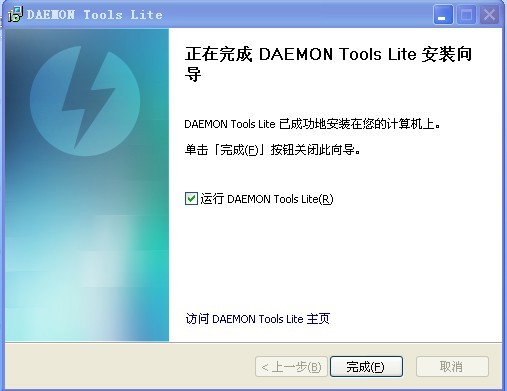 DAEMON Tools Lite
正在完成 DAEMON Tools Lite 安装向
导
DAEMON Tools Lite 已成功地安装在您的计算机上。
单击「完成(F)」按钮关闭此向导。
运行 DAEMON Tools Lite(R)
访问 DAEMON Tools Lite 主页
< 上一步(B)
完成(F)
取消